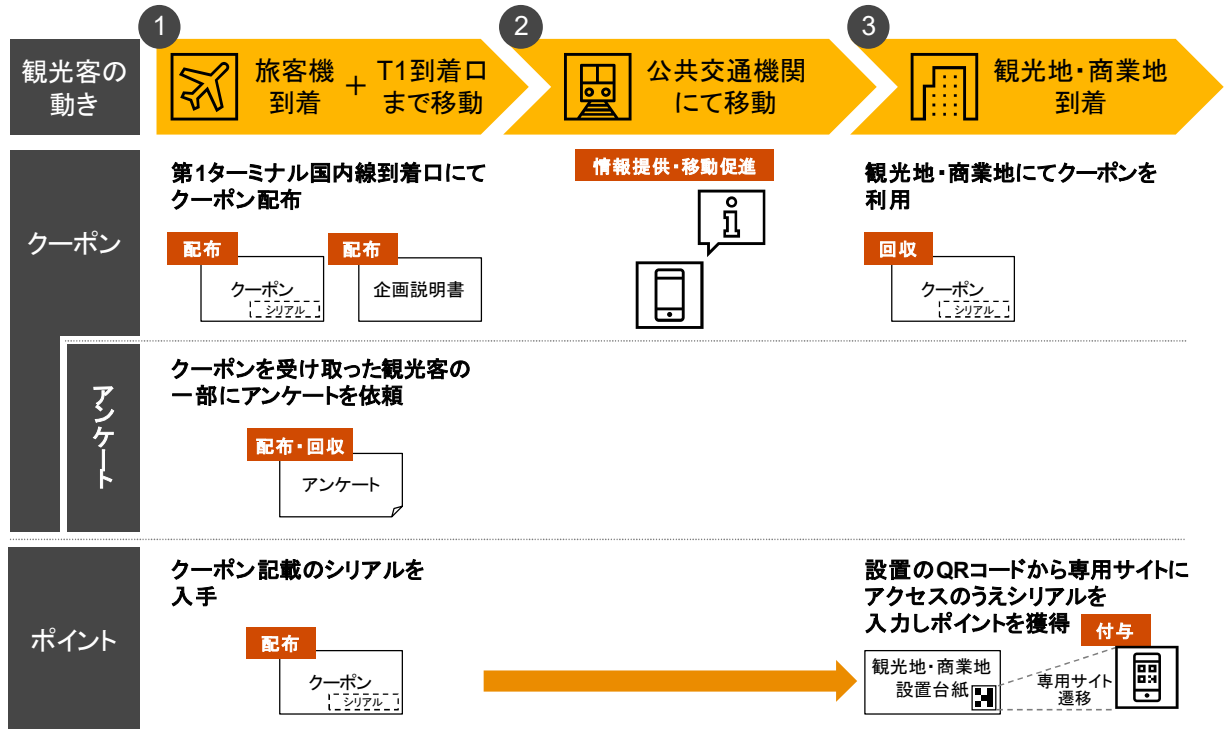 1
2
3
観光客の
動き
旅客機
到着
+
T1到着口
まで移動
公共交通機関
にて移動
観光地・商業地
到着
クーポン
第1ターミナル国内線到着口にて
クーポン配布
配布
クーポン
シリアル
配布
企画説明書
情報提供・移動促進
観光地・商業地にてクーポンを
利用
回収
クーポン
シリアル
アンケート
クーポンを受け取った観光客の
一部にアンケートを依頼
配布・回収
アンケート
ポイント
クーポン記載のシリアルを
入手
配布
クーポン
シリアル
設置のQRコードから専用サイトに
アクセスのうえシリアルを
入力しポイントを獲得
付与
観光地・商業地
設置台紙
専用サイト
遷移